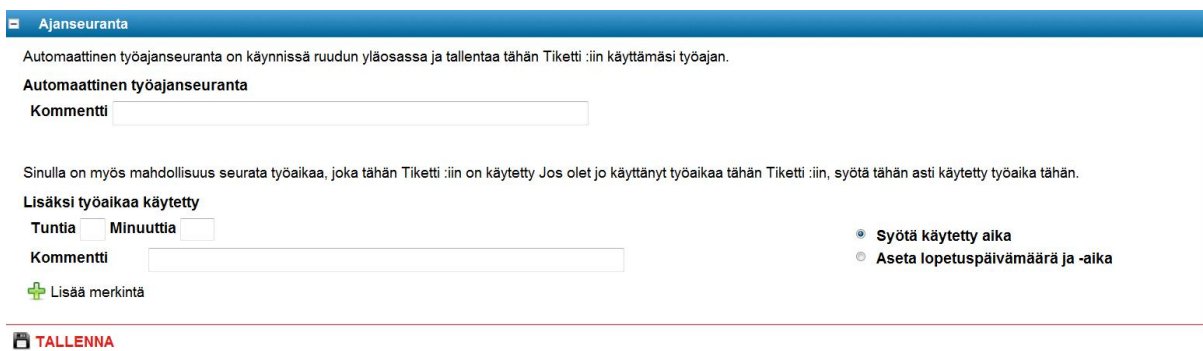 Ajanseuranta
Automaattinen työajanseuranta on käynnissä ruudun yläosassa ja tallentaa tähän Tiketti :iin käyttämäsi työajan.
Automaattinen työajanseuranta
Kommentti
Sinulla on myös mahdollisuus seurata työaikaa, joka tähän Tiketti :iin on käytetty Jos olet jo käyttänyt työaikaa tähän Tiketti :iin, syötä tähän asti käytetty työaika tähän.
Lisäksi työaikaa käytetty
Tuntia Minuuttia
Syötä käytetty aika
Kommentti
Aseta lopetuspäivämäärä ja -aika
Lisää merkintä
TALLENNA